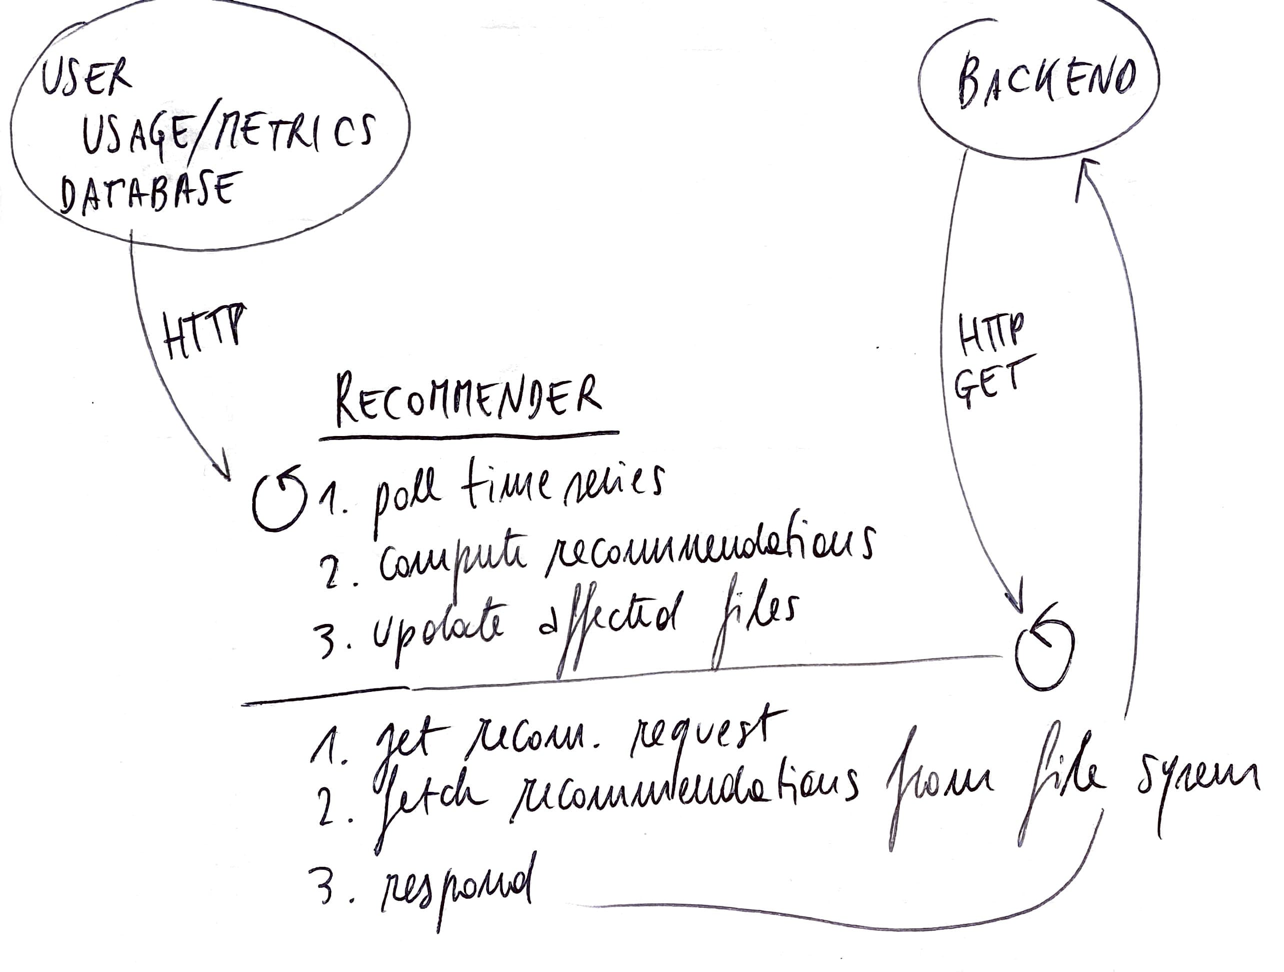 USER
USAGE/METRICS
DATABASE
BACKEND
HTTP
HTTP
GET
RECOMMENDER
1. poll time series
2. compute recommendations
3. update affected files
1. get recom. request
2. fetch recommendations from file system
3. respond